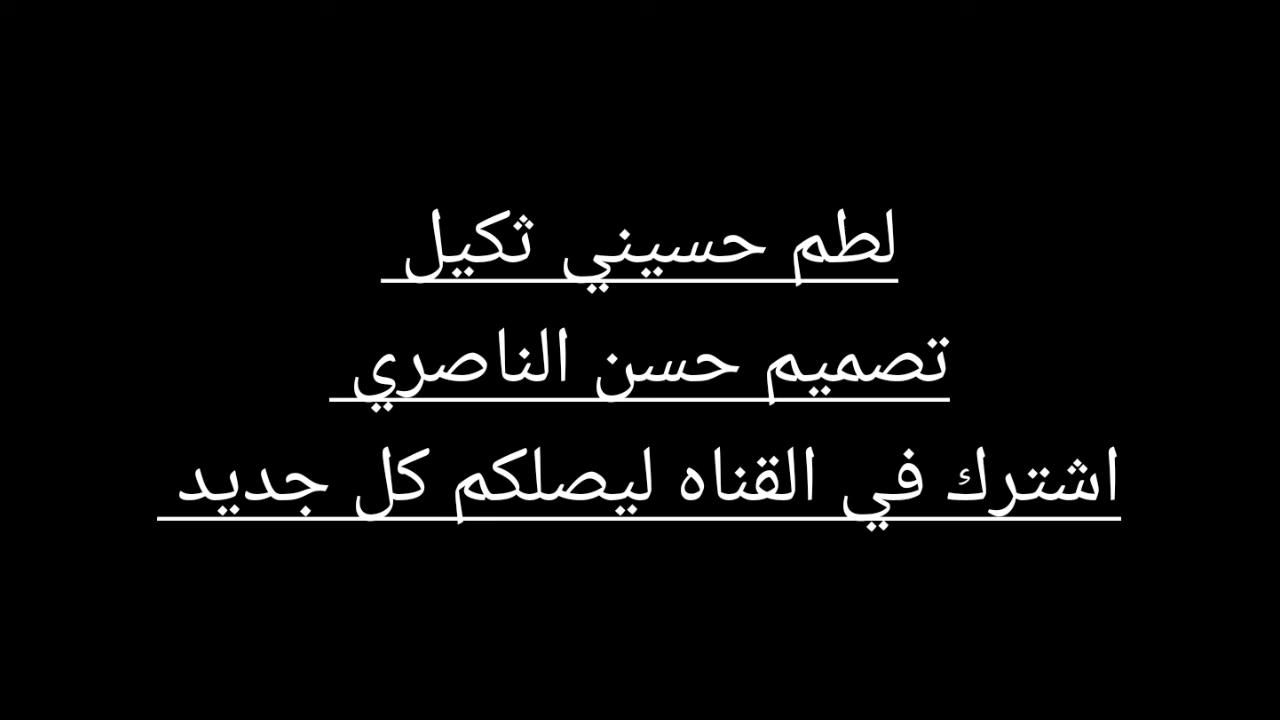 لطم حسيني ثكيل
تصميم حسن الناصري
اشترك في القناه ليصلكم كل جديد